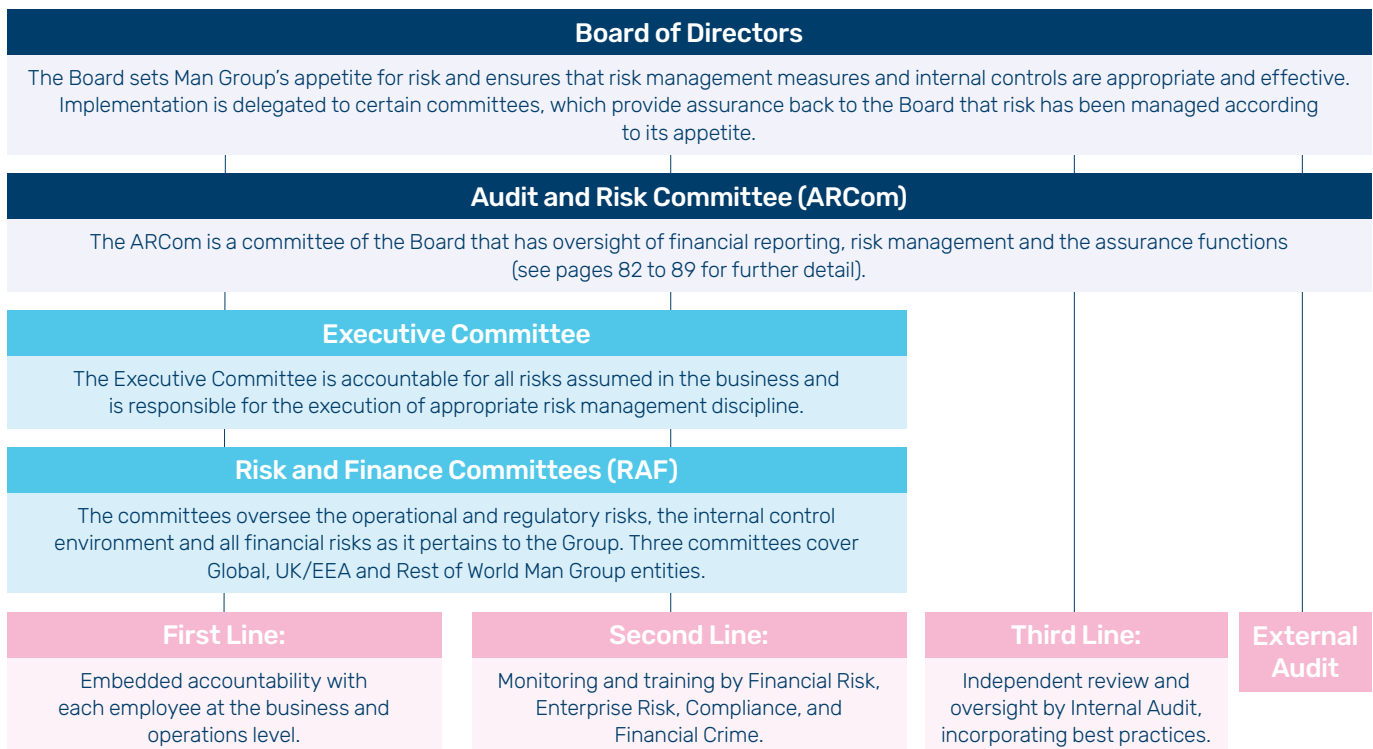 Board of Directors
The Board sets Man Group's appetite for risk and ensures that risk management measures and internal controls are appropriate and effective.
Implementation is delegated to certain committees, which provide assurance back to the Board that risk has been managed according
to its appetite.
Audit and Risk Committee (ARCom)
The ARCom is a committee of the Board that has oversight of financial reporting, risk management and the assurance functions
(see pages 82 to 89 for further detail).
Executive Committee
The Executive Committee is accountable for all risks assumed in the business and
is responsible for the execution of appropriate risk management discipline.
Risk and Finance Committees (RAF)
The committees oversee the operational and regulatory risks, the internal control
environment and all financial risks as it pertains to the Group. Three committees cover
Global, UK/EEA and Rest of World Man Group entities.
First Line:
Embedded accountability with
each employee at the business and
operations level.
Second Line:
Monitoring and training by Financial Risk,
Enterprise Risk, Compliance, and
Financial Crime.
Third Line:
Independent review and
oversight by Internal Audit,
incorporating best practices.
External
Audit